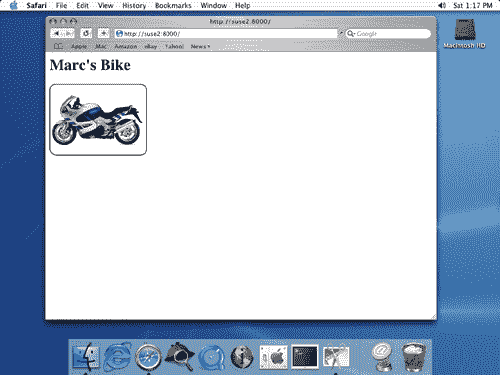 Safari File Edit View History Bookmarks Window Help Sat 1:17 PM
http://suse2:8000/
http://suse2:8000/ Google
Apple Mac Amazon eBay Yahoo! News
Macintosh HD
Marc's Bike